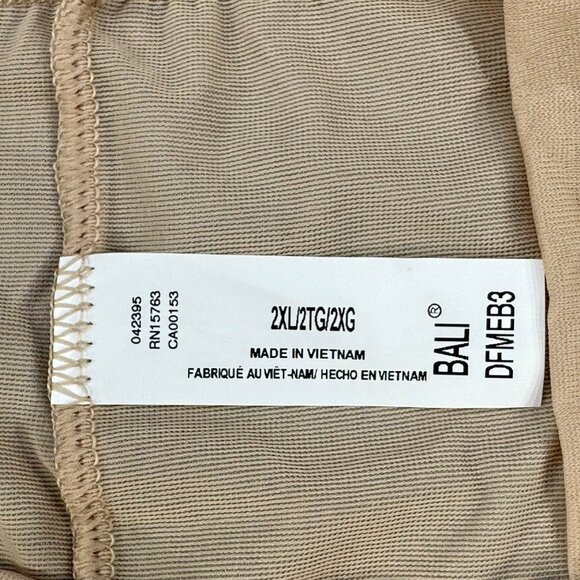 042395
RN15763
CA00153
2XL/2TG/2XG
MADE IN VIETNAM
FABRIQUÉ AU VIÊT-NAM/ HECHO EN VIETNAM
BALI®
DFMEB3